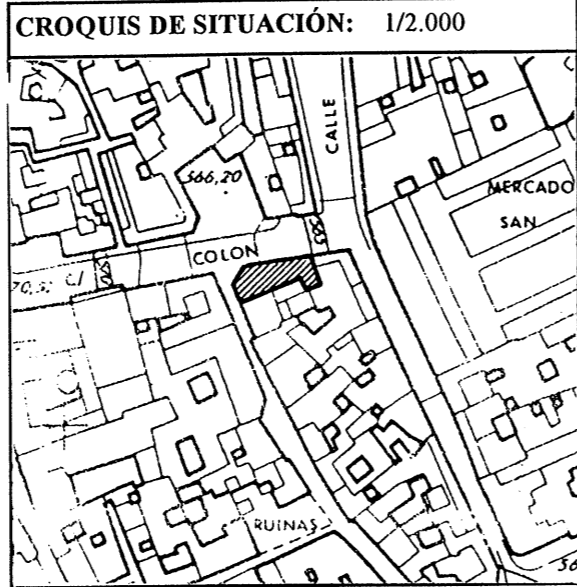 CROQUIS DE SITUACIÓN: 1/2.000
CALLE
566,20
MERCADO
SAN
COLON
C/
RUINAS